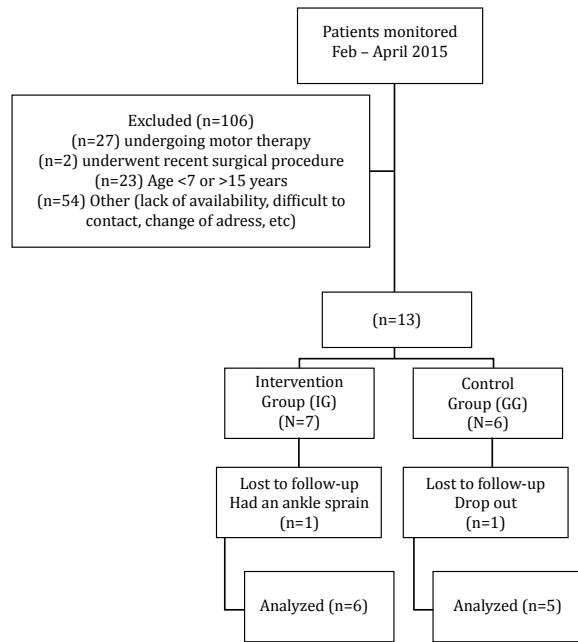 Patients monitored
Feb – April 2015
Excluded (n=106)
(n=27) undergoing motor therapy
(n=2) underwent recent surgical procedure
(n=23) Age <7 or >15 years
(n=54) Other (lack of availability, difficult to
contact, change of adress, etc)
(n=13)
Intervention
Group (IG)
(N=7)
Control
Group (GG)
(N=6)
Lost to follow-up
Had an ankle sprain
(n=1)
Lost to follow-up
Drop out
(n=1)
Analyzed (n=6)
Analyzed (n=5)